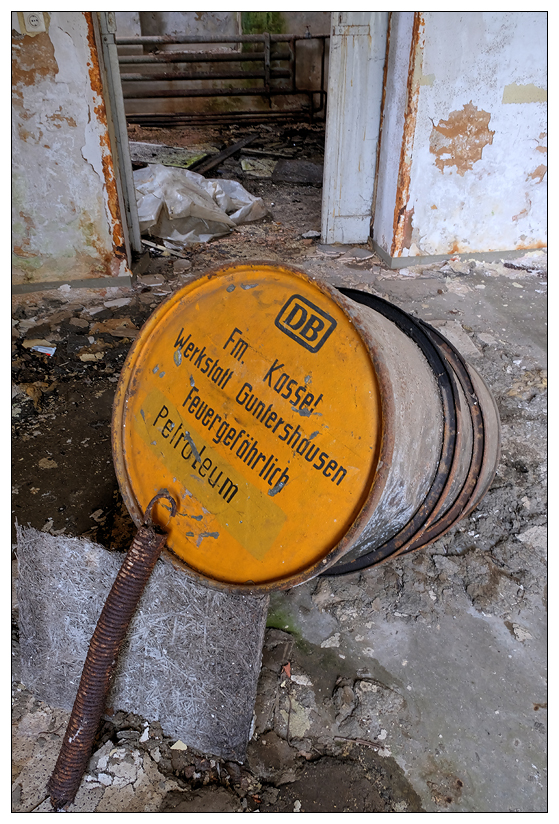 DB
Fm. Kassel
Werkstatt Guntershausen
Feuergefährlich
Petroleum